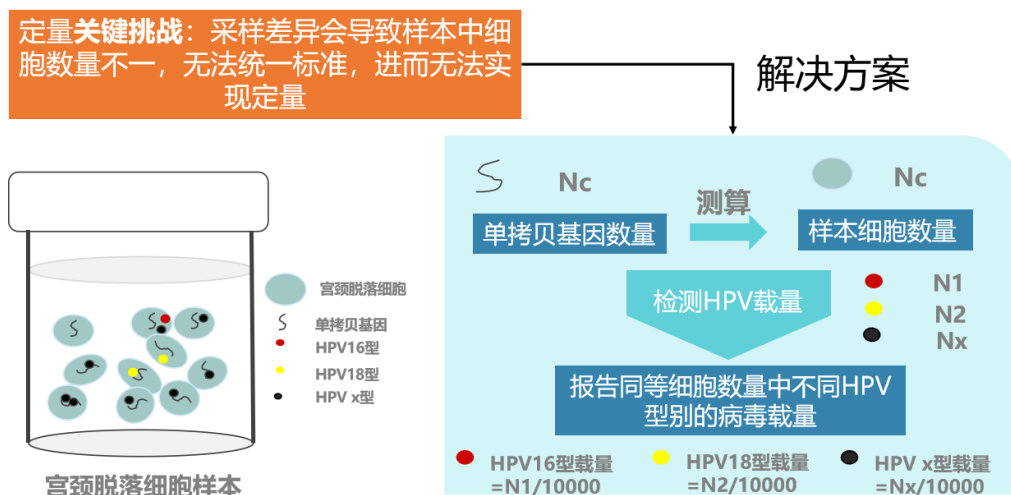 定量关键挑战：采样差异会导致样本中细
胞数量不一，无法统一标准，进而无法实
现定量
解决方案
Nc
Nc
单拷贝基因数量
测算
样本细胞数量
检测HPV载量
N1
N2
Nx
报告同等细胞数量中不同HPV
型别的病毒载量
HPV16型载量
=N1/10000
HPV18型载量
=N2/10000
HPV x型载量
=Nx/10000
宫颈脱落细胞
单拷贝基因
HPV16型
HPV18型
HPV x型
宫颈脱落细胞样本